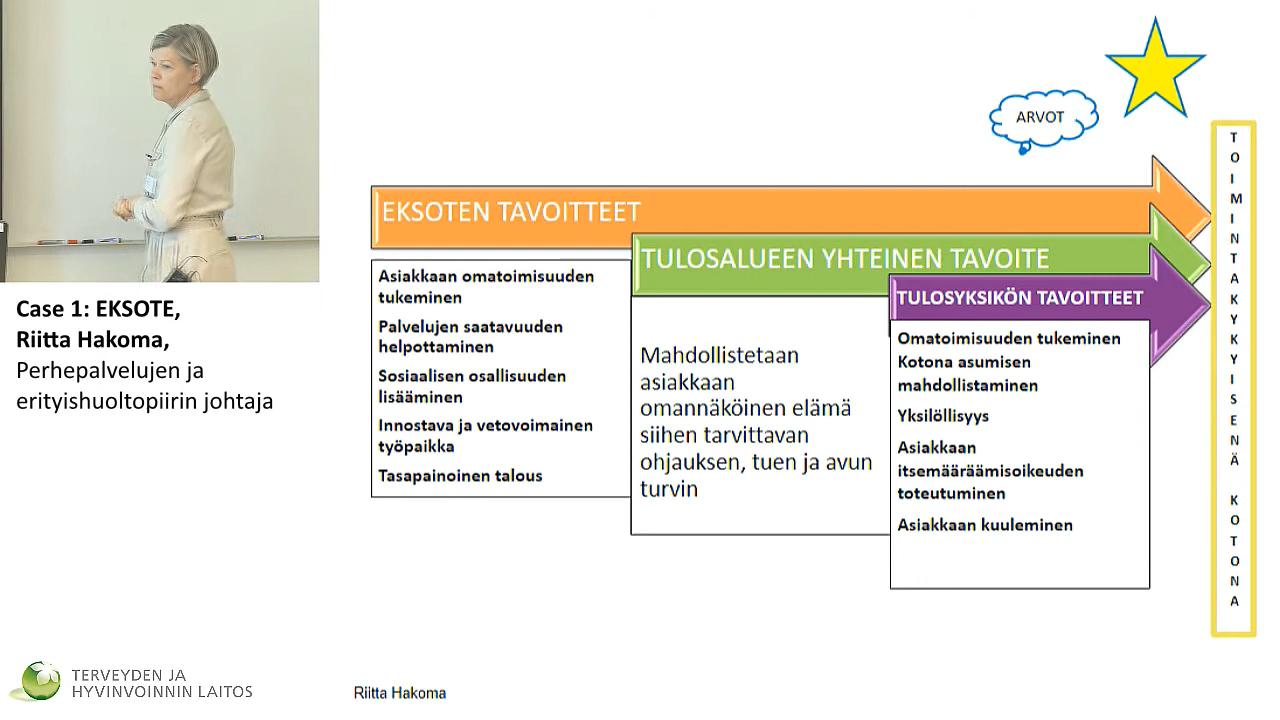 Case 1: EKSOTE,
Riitta Hakoma,
Perhepalvelujen ja
erityishuoltopiirin johtaja
ARVOT
EKSOTEN TAVOITTEET
Asiakkaan omatoimisuuden
tukeminen
Palvelujen saatavuuden
helpottaminen
Sosiaalisen osallisuuden
lisääminen
Innostava ja vetovoimainen
työpaikka
Tasapainoinen talous
TULOSALUEEN YHTEINEN TAVOITE
Mahdollistetaan
asiakkaan
omannäköinen elämä
siihen tarvittavan
ohjauksen, tuen ja avun
turvin
TULOSYKSIKÖN TAVOITTEET
Omatoimisuuden tukeminen
Kotona asumisen
mahdollistaminen
Yksilöllisyys
Asiakkaan
itsemääräämisoikeuden
toteutuminen
Asiakkaan kuuleminen
TOIMINTAKYKYISENÄ KOTONA
TERVEYDEN JA
HYVINVOINNIN LAITOS
Riitta Hakoma